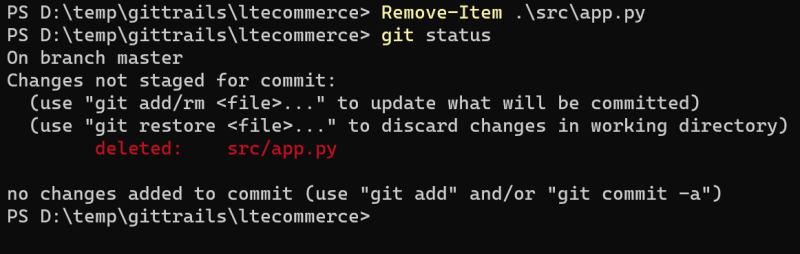 PS D:\temp\gittrails\ltecommerce> Remove-Item .\src\app.py
PS D:\temp\gittrails\ltecommerce> git status
On branch master
Changes not staged for commit:
  (use "git add/rm <file>..." to update what will be committed)
  (use "git restore <file>..." to discard changes in working directory)
        deleted:    src/app.py

no changes added to commit (use "git add" and/or "git commit -a")
PS D:\temp\gittrails\ltecommerce>